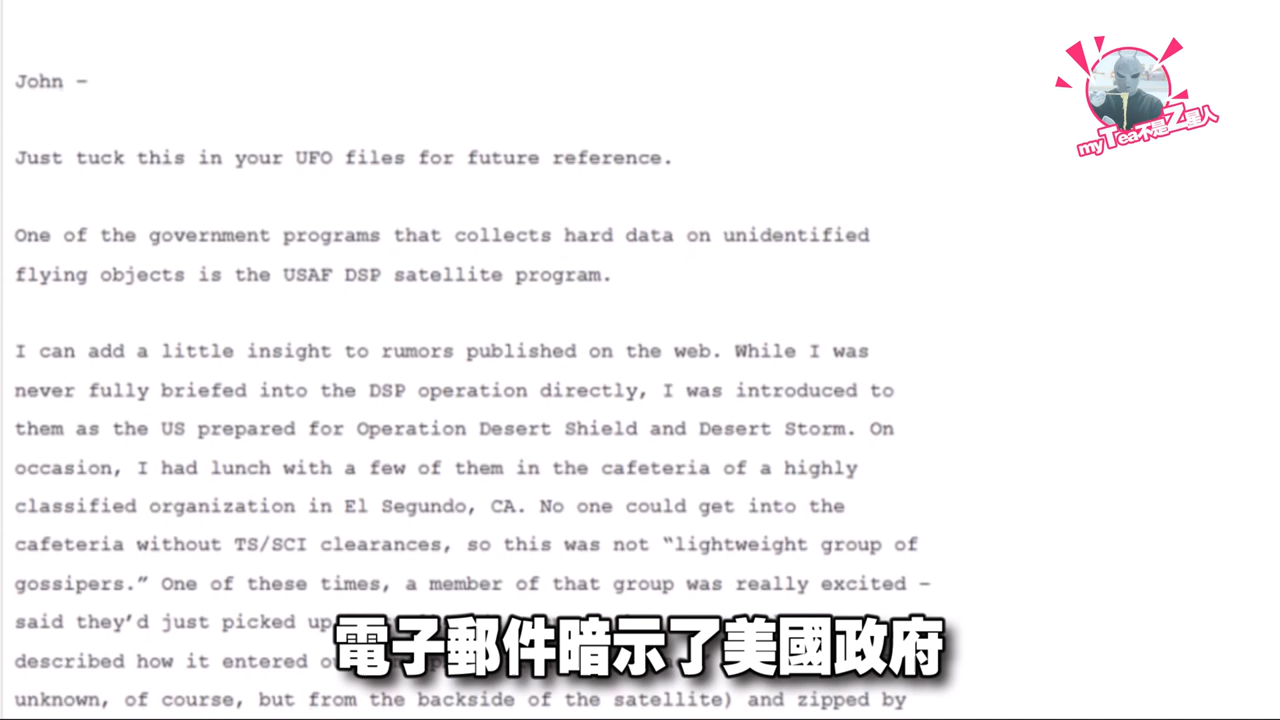 John –
myTea不是Z星人
Just tuck this in your UFO files for future reference.
One of the government programs that collects hard data on unidentified
flying objects is the USAF DSP satellite program.
I can add a little insight to rumors published on the web. While I was
never fully briefed into the DSP operation directly, I was introduced to
them as the US prepared for Operation Desert Shield and Desert Storm. On
occasion, I had lunch with a few of them in the cafeteria of a highly
classified organization in El Segundo, CA. No one could get into the
cafeteria without TS/SCI clearances, so this was not “lightweight group of
gossipers.” One of these times, a member of that group was really excited –
said they’d just picked up
電子郵件暗示了美國政府
described how it entered
unknown, of course, but from the backside of the satellite) and zipped by